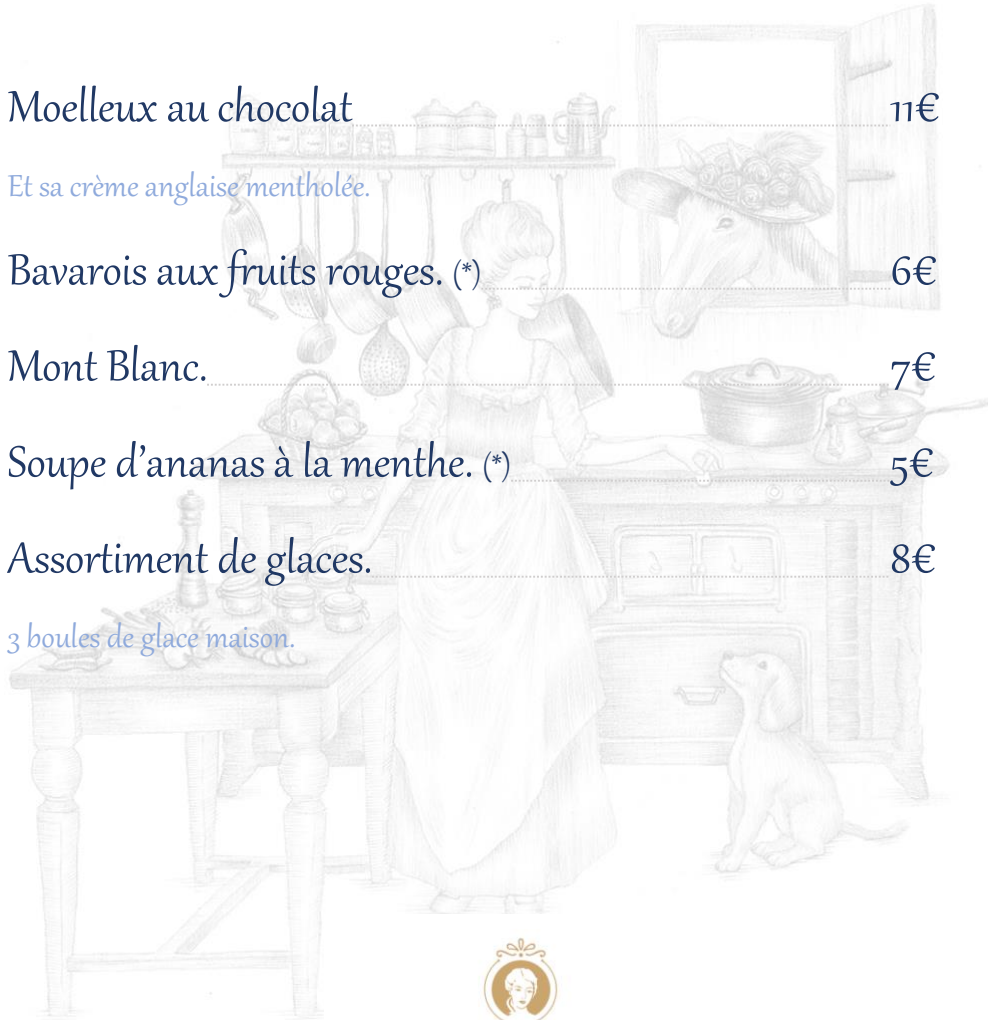 Moelleux au chocolat 11€
Et sa crème anglaise mentholée.
Bavarois aux fruits rouges. (*) 6€
Mont Blanc. 7€
Soupe d’ananas à la menthe. (*) 5€
Assortiment de glaces. 8€
3 boules de glace maison.